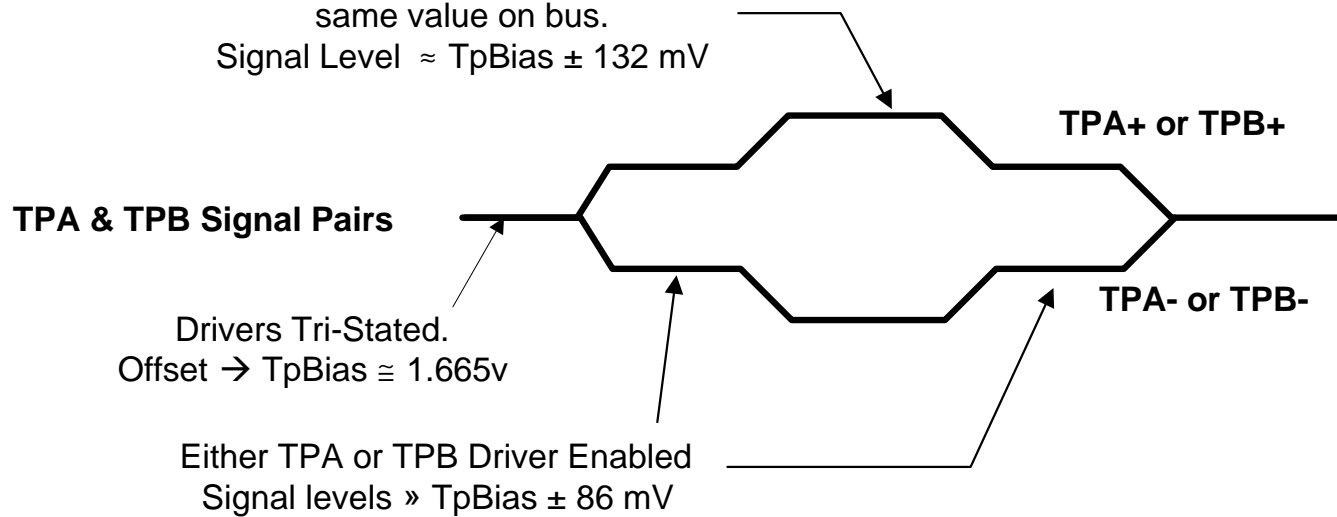 same value on bus.
Signal Level ≈ TpBias ± 132 mV
TPA+ or TPB+
TPA & TPB Signal Pairs
TPA- or TPB-
Drivers Tri-Stated.
Offset → TpBias ≅ 1.665v
Either TPA or TPB Driver Enabled
Signal levels » TpBias ± 86 mV